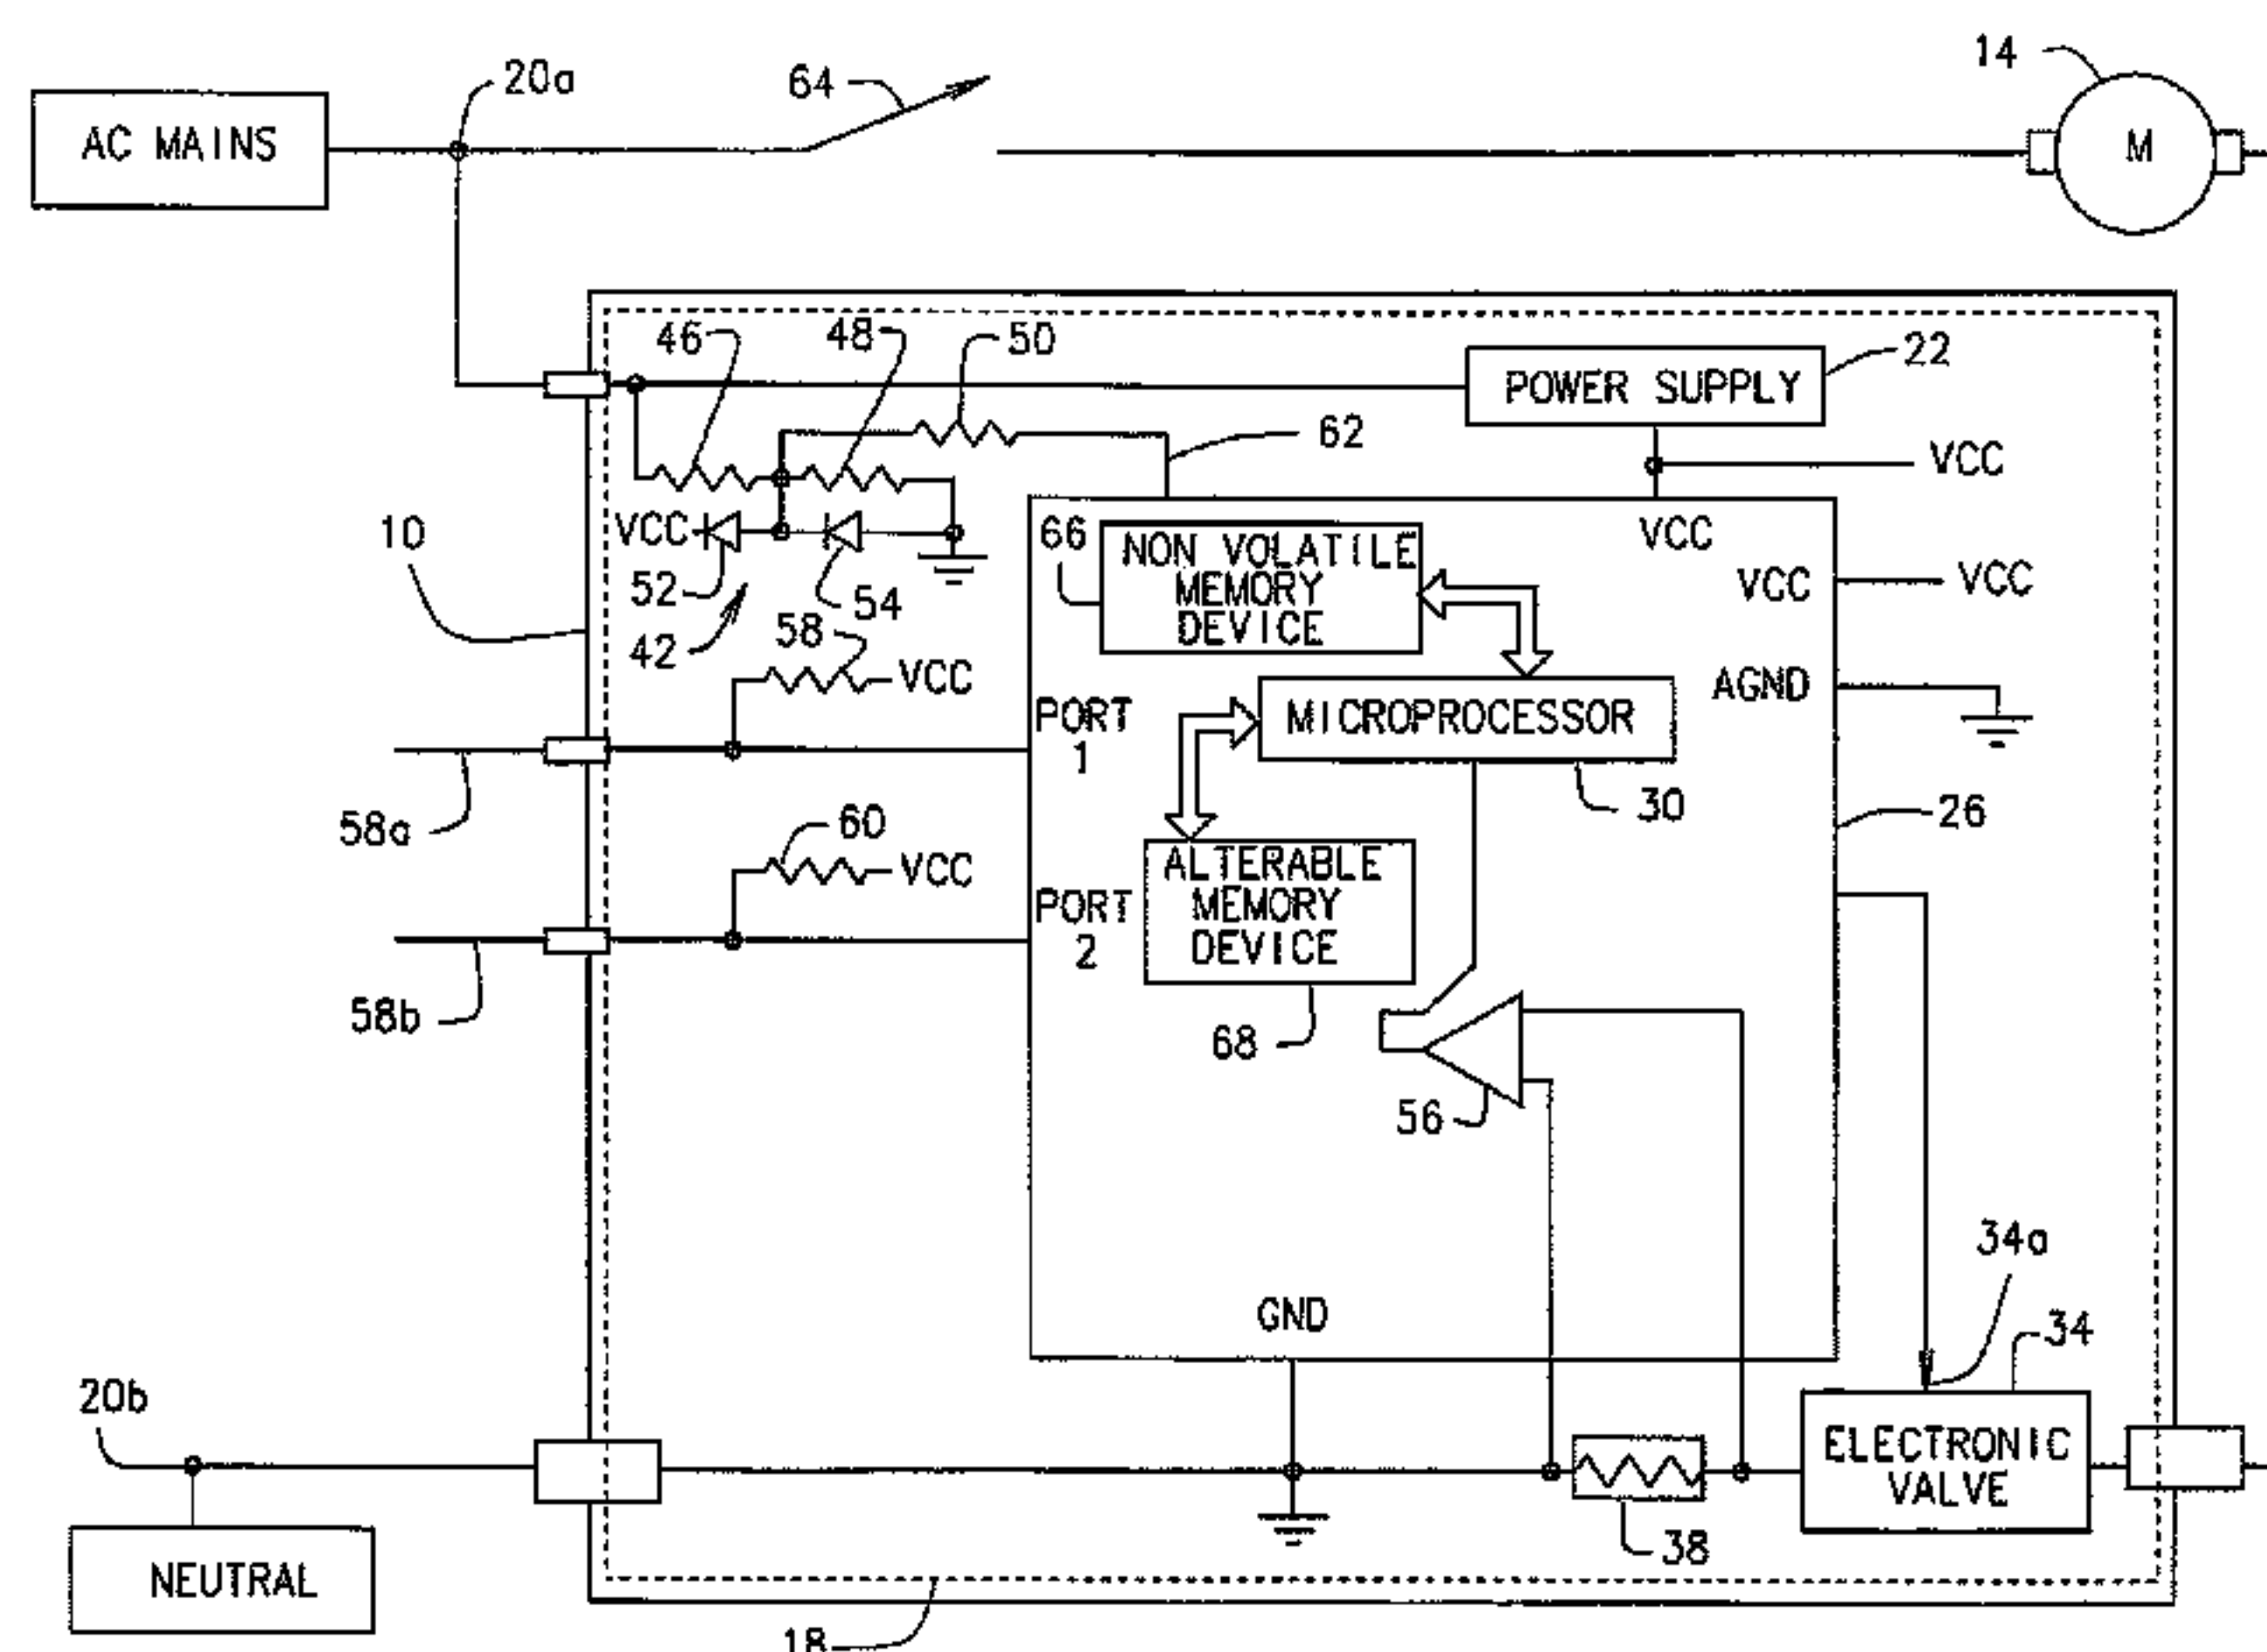 14
20a
64
AC MAINS
M
46
48
50
22
POWER SUPPLY
62
VCC
10
VCC
66
NON VOLATILE
MEMORY
DEVICE
VCC
52
54
VCC
VCC
58
42
VCC
AGND
PORT
1
MICROPROCESSOR
58a
60
30
26
VCC
ALTERABLE
MEMORY
DEVICE
PORT
2
58b
68
56
34a
GND
34
20b
ELECTRONIC
VALVE
38
NEUTRAL
18